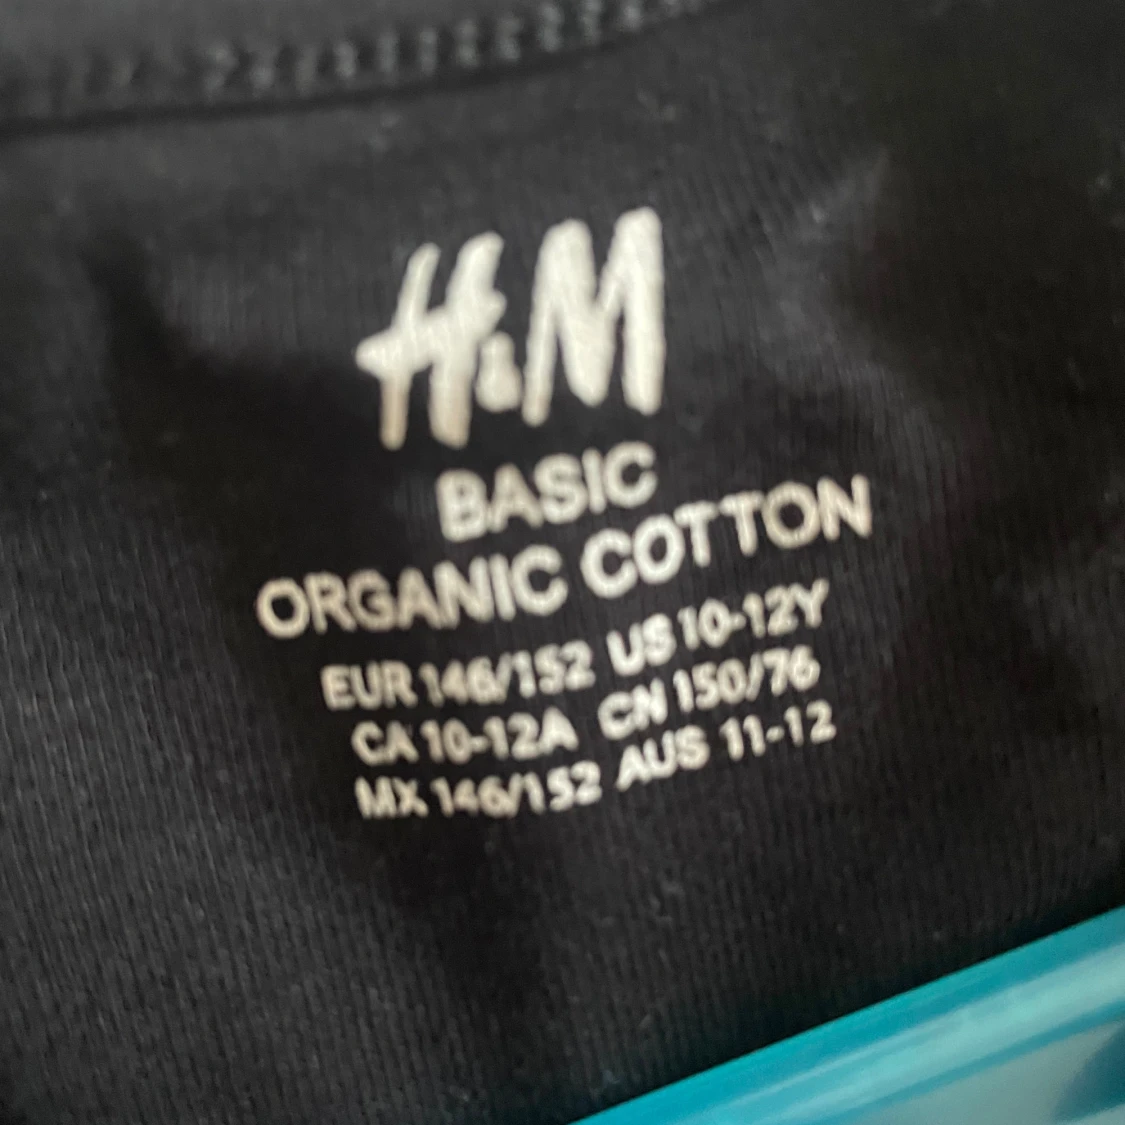 H&M
BASIC
ORGANIC COTTON
EUR 146/152 US 10-12Y
CA 10-12A CN 150/76
MX 146/152 AUS 11-12